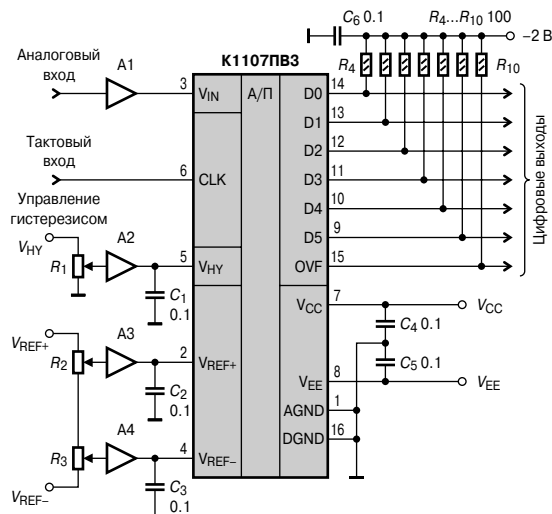 C6 0.1
R4...R10 100
−2 В
К1107ПВ3
R4
R10
Аналоговый
вход
A1
3
VIN
А/П
D0
14
D1
13
D2
12
D3
11
D4
10
D5
9
OVF
15
Цифровые выходы
Тактовый
вход
6
CLK
Управление
гистерезисом
VHY
R1
A2
5
VHY
C1
0.1
VCC
7
VCC
C4 0.1
C5 0.1
VREF+
R2
A3
2
VREF+
C2
0.1
VEE
8
VEE
AGND
1
DGND
16
R3
A4
4
VREF−
VREF−
C3
0.1